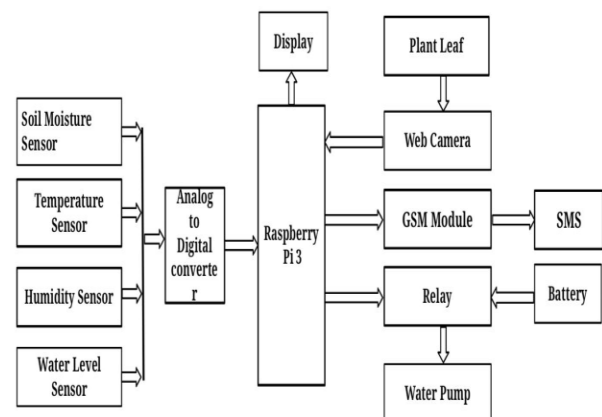 Display
Plant Leaf
Soil Moisture
Sensor
Web Camera
Temperature
Sensor
Analog
to
Digital
converte
r
Raspberry
Pi 3
GSM Module
SMS
Humidity Sensor
Relay
Battery
Water Level
Sensor
Water Pump